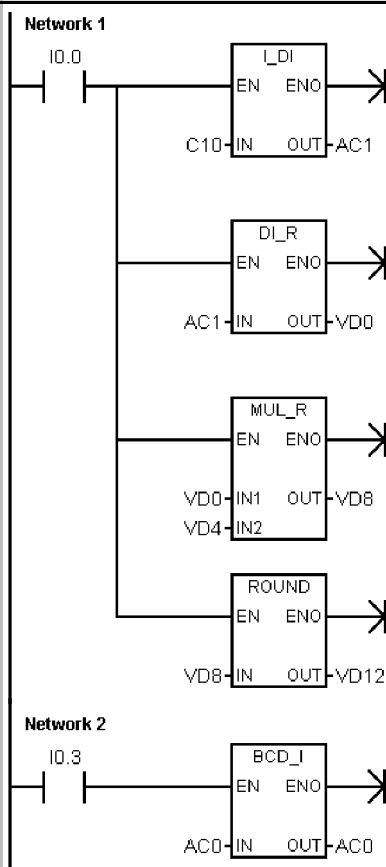 Network 1
I0.0
I_DI
EN ENO
C10 IN OUT AC1
DI_R
EN ENO
AC1 IN OUT VD0
MUL_R
EN ENO
VD0 IN1 OUT VD8
VD4 IN2
ROUND
EN ENO
VD8 IN OUT VD12
Network 2
I0.3
BCD_I
EN ENO
AC0 IN OUT AC0